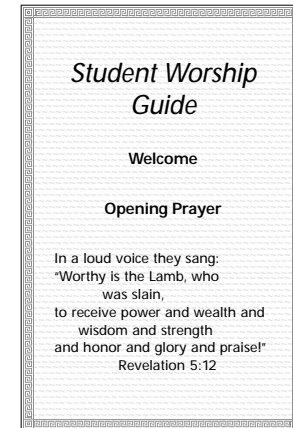 Student Worship
Guide
Welcome
Opening Prayer
In a loud voice they sang:
“Worthy is the Lamb, who
was slain,
to receive power and wealth and
wisdom and strength
and honor and glory and praise!”
Revelation 5:12